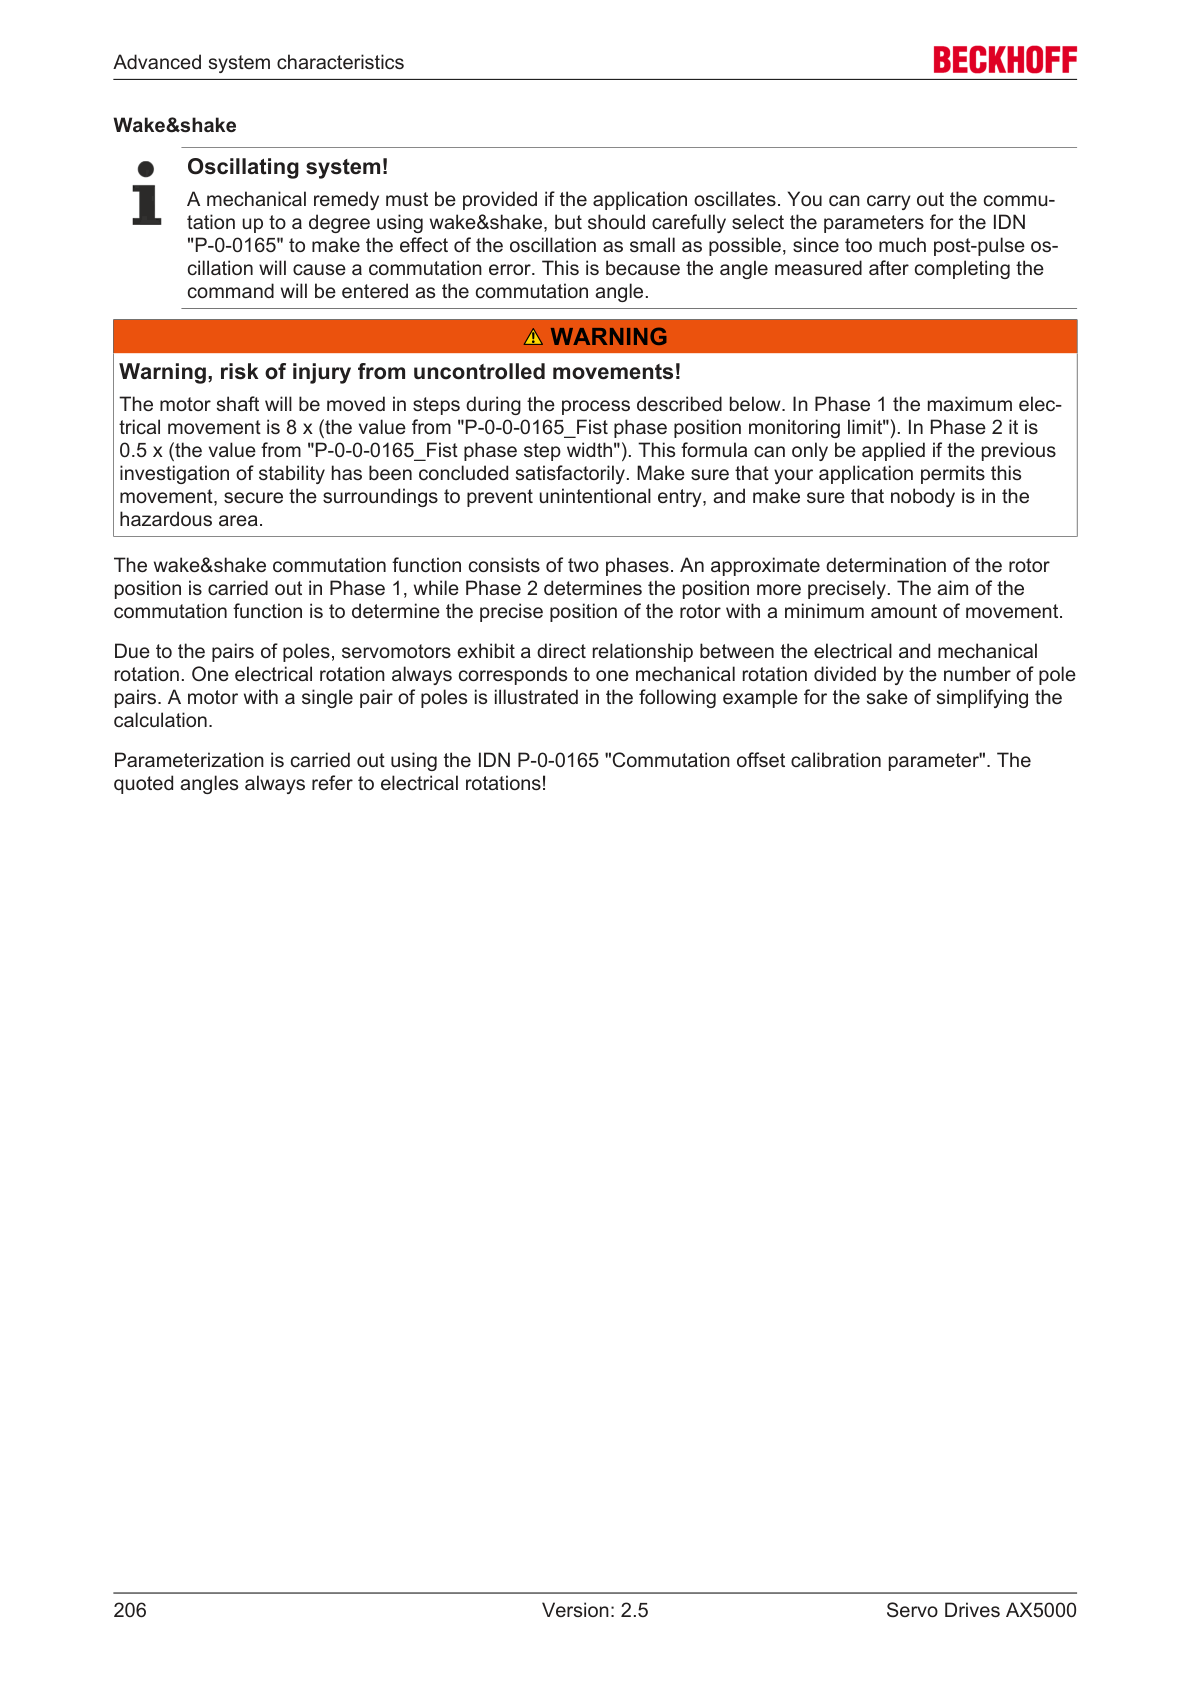 Advanced system characteristics
BECKHOFF
Wake&shake
Oscillating system!
A mechanical remedy must be provided if the application oscillates. You can carry out the commu-
tation up to a degree using wake&shake, but should carefully select the parameters for the IDN
"P-0-0165" to make the effect of the oscillation as small as possible, since too much post-pulse os-
cillation will cause a commutation error. This is because the angle measured after completing the
command will be entered as the commutation angle.
WARNING
Warning, risk of injury from uncontrolled movements!
The motor shaft will be moved in steps during the process described below. In Phase 1 the maximum elec-
trical movement is 8 x (the value from "P-0-0-0165_Fist phase position monitoring limit"). In Phase 2 it is
0.5 x (the value from "P-0-0-0165_Fist phase step width"). This formula can only be applied if the previous
investigation of stability has been concluded satisfactorily. Make sure that your application permits this
movement, secure the surroundings to prevent unintentional entry, and make sure that nobody is in the
hazardous area.
The wake&shake commutation function consists of two phases. An approximate determination of the rotor
position is carried out in Phase 1, while Phase 2 determines the position more precisely. The aim of the
commutation function is to determine the precise position of the rotor with a minimum amount of movement.
Due to the pairs of poles, servomotors exhibit a direct relationship between the electrical and mechanical
rotation. One electrical rotation always corresponds to one mechanical rotation divided by the number of pole
pairs. A motor with a single pair of poles is illustrated in the following example for the sake of simplifying the
calculation.
Parameterization is carried out using the IDN P-0-0165 "Commutation offset calibration parameter". The
quoted angles always refer to electrical rotations!
206
Version: 2.5
Servo Drives AX5000